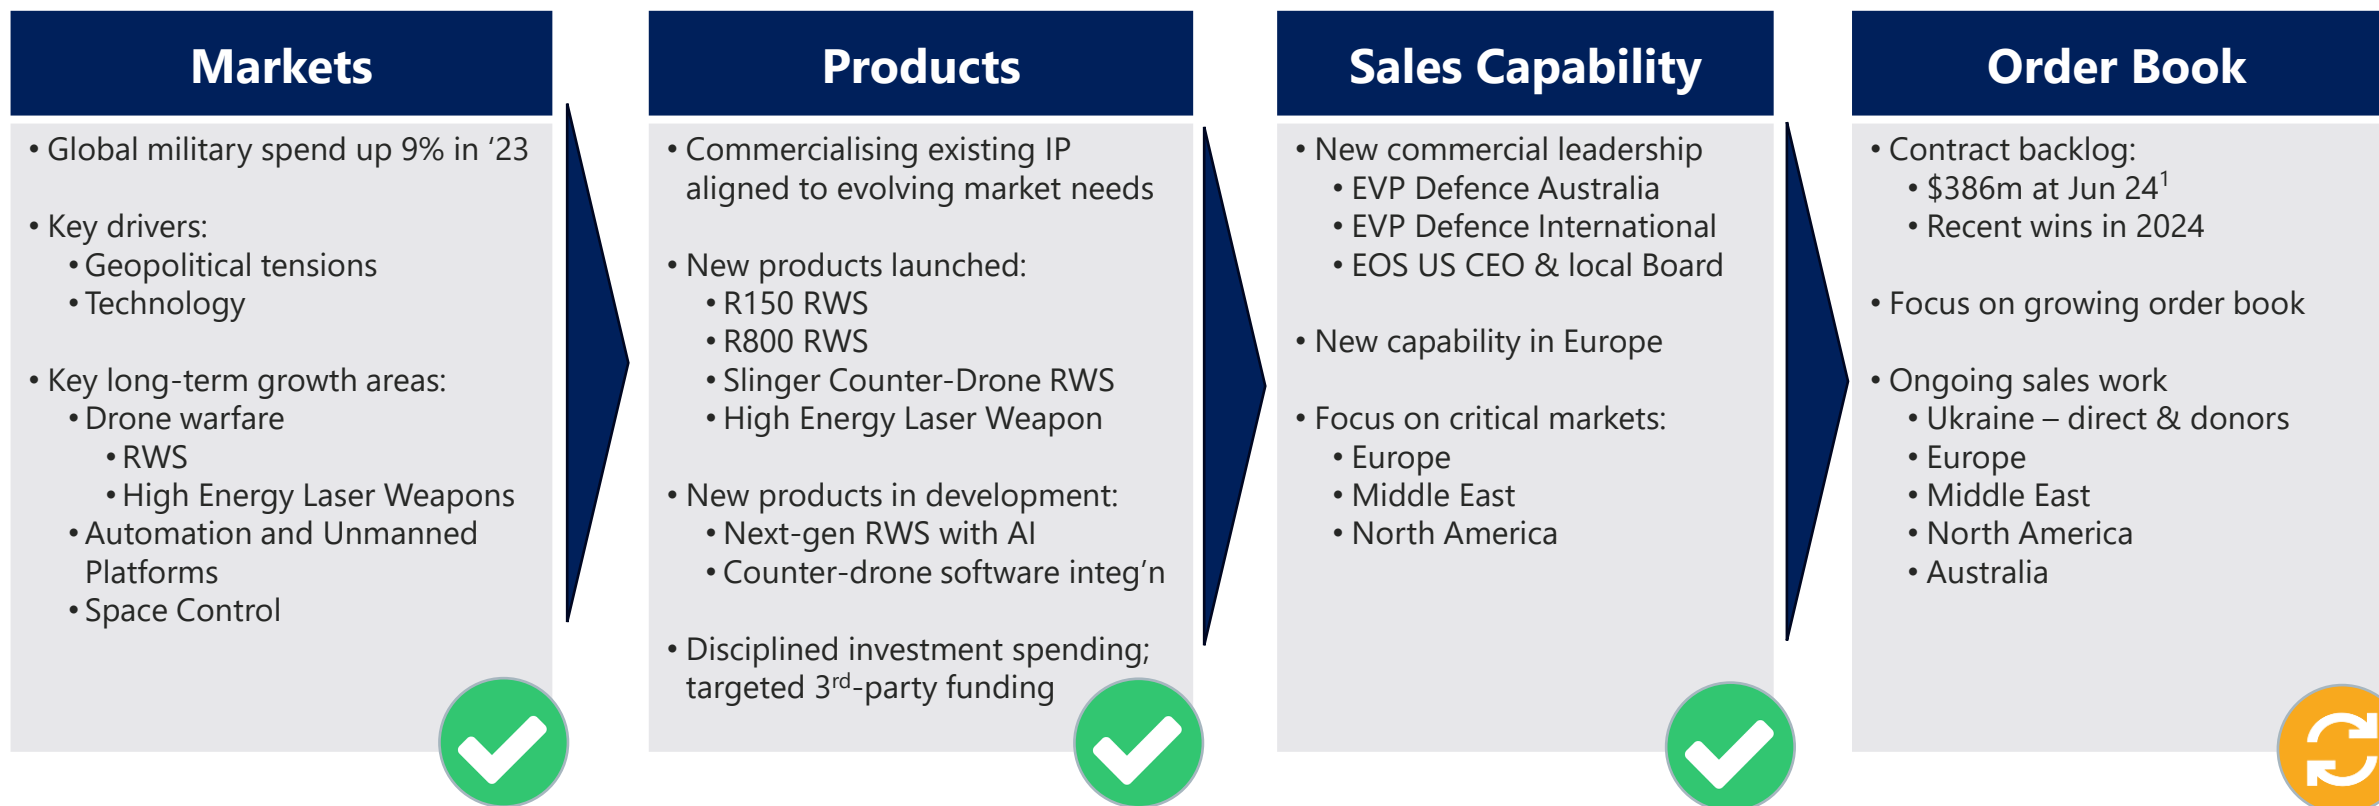 Markets
• Global military spend up 9% in ‘23
• Key drivers:
• Geopolitical tensions
• Technology
• Key long-term growth areas:
• Drone warfare
• RWS
• High Energy Laser Weapons
• Automation and Unmanned
Platforms
• Space Control
Products
• Commercialising existing IP
aligned to evolving market needs
• New products launched:
• R150 RWS
• R800 RWS
• Slinger Counter-Drone RWS
• High Energy Laser Weapon
• New products in development:
• Next-gen RWS with AI
• Counter-drone software integ’n
• Disciplined investment spending;
targeted 3rd-party funding
Sales Capability
• New commercial leadership
• EVP Defence Australia
• EVP Defence International
• EOS US CEO & local Board
• New capability in Europe
• Focus on critical markets:
• Europe
• Middle East
• North America
Order Book
• Contract backlog:
• $386m at Jun 24¹
• Recent wins in 2024
• Focus on growing order book
• Ongoing sales work
• Ukraine – direct & donors
• Europe
• Middle East
• North America
• Australia